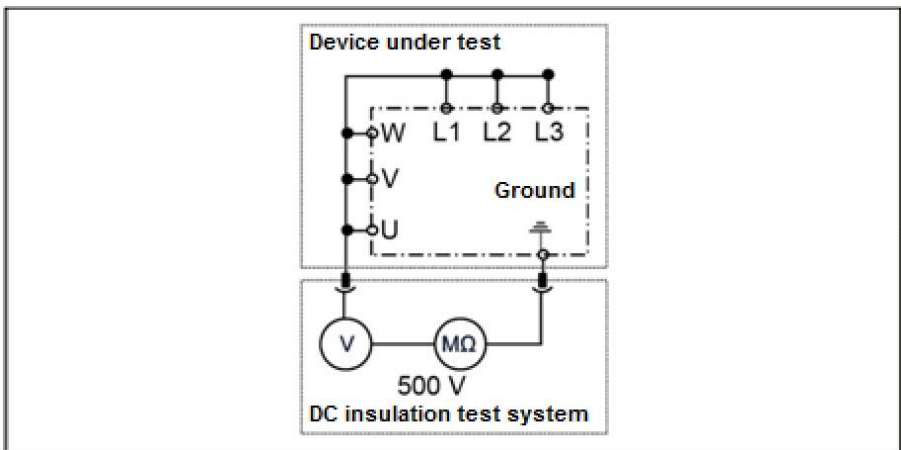 Device under test
W L1 L2 L3
V
Ground
U
V MΩ
500 V
DC insulation test system